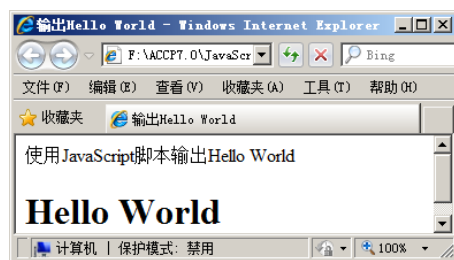 输出Hello World - Windows Internet Explorer
F:\ACCP7.0\JavaScr
Bing
文件(F) 编辑(E) 查看(V) 收藏夹(A) 工具(T) 帮助(H)
收藏夹 输出Hello World
使用JavaScript脚本输出Hello World
Hello World
计算机 | 保护模式: 禁用 100%